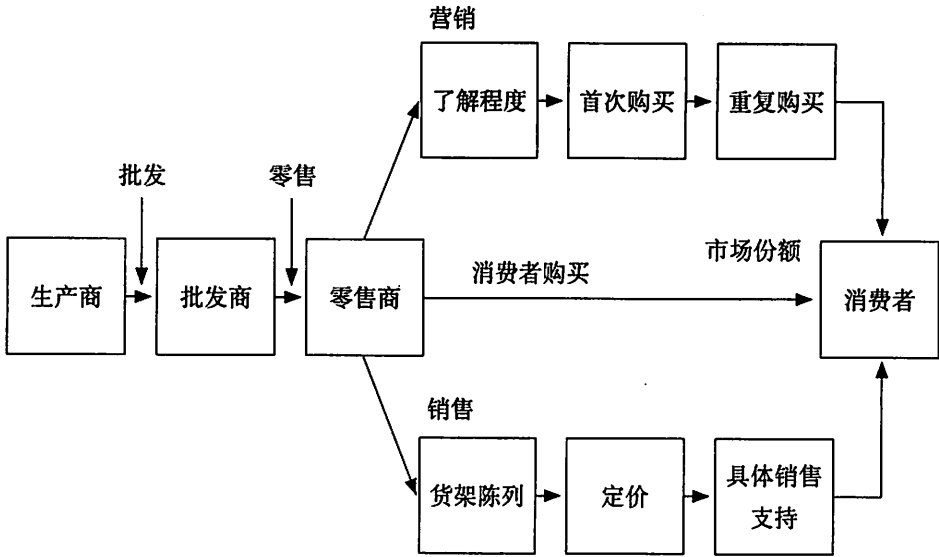 营销
了解程度
首次购买
重复购买
批发
零售
生产商
批发商
零售商
消费者购买
市场份额
消费者
销售
货架陈列
定价
具体销售
支持